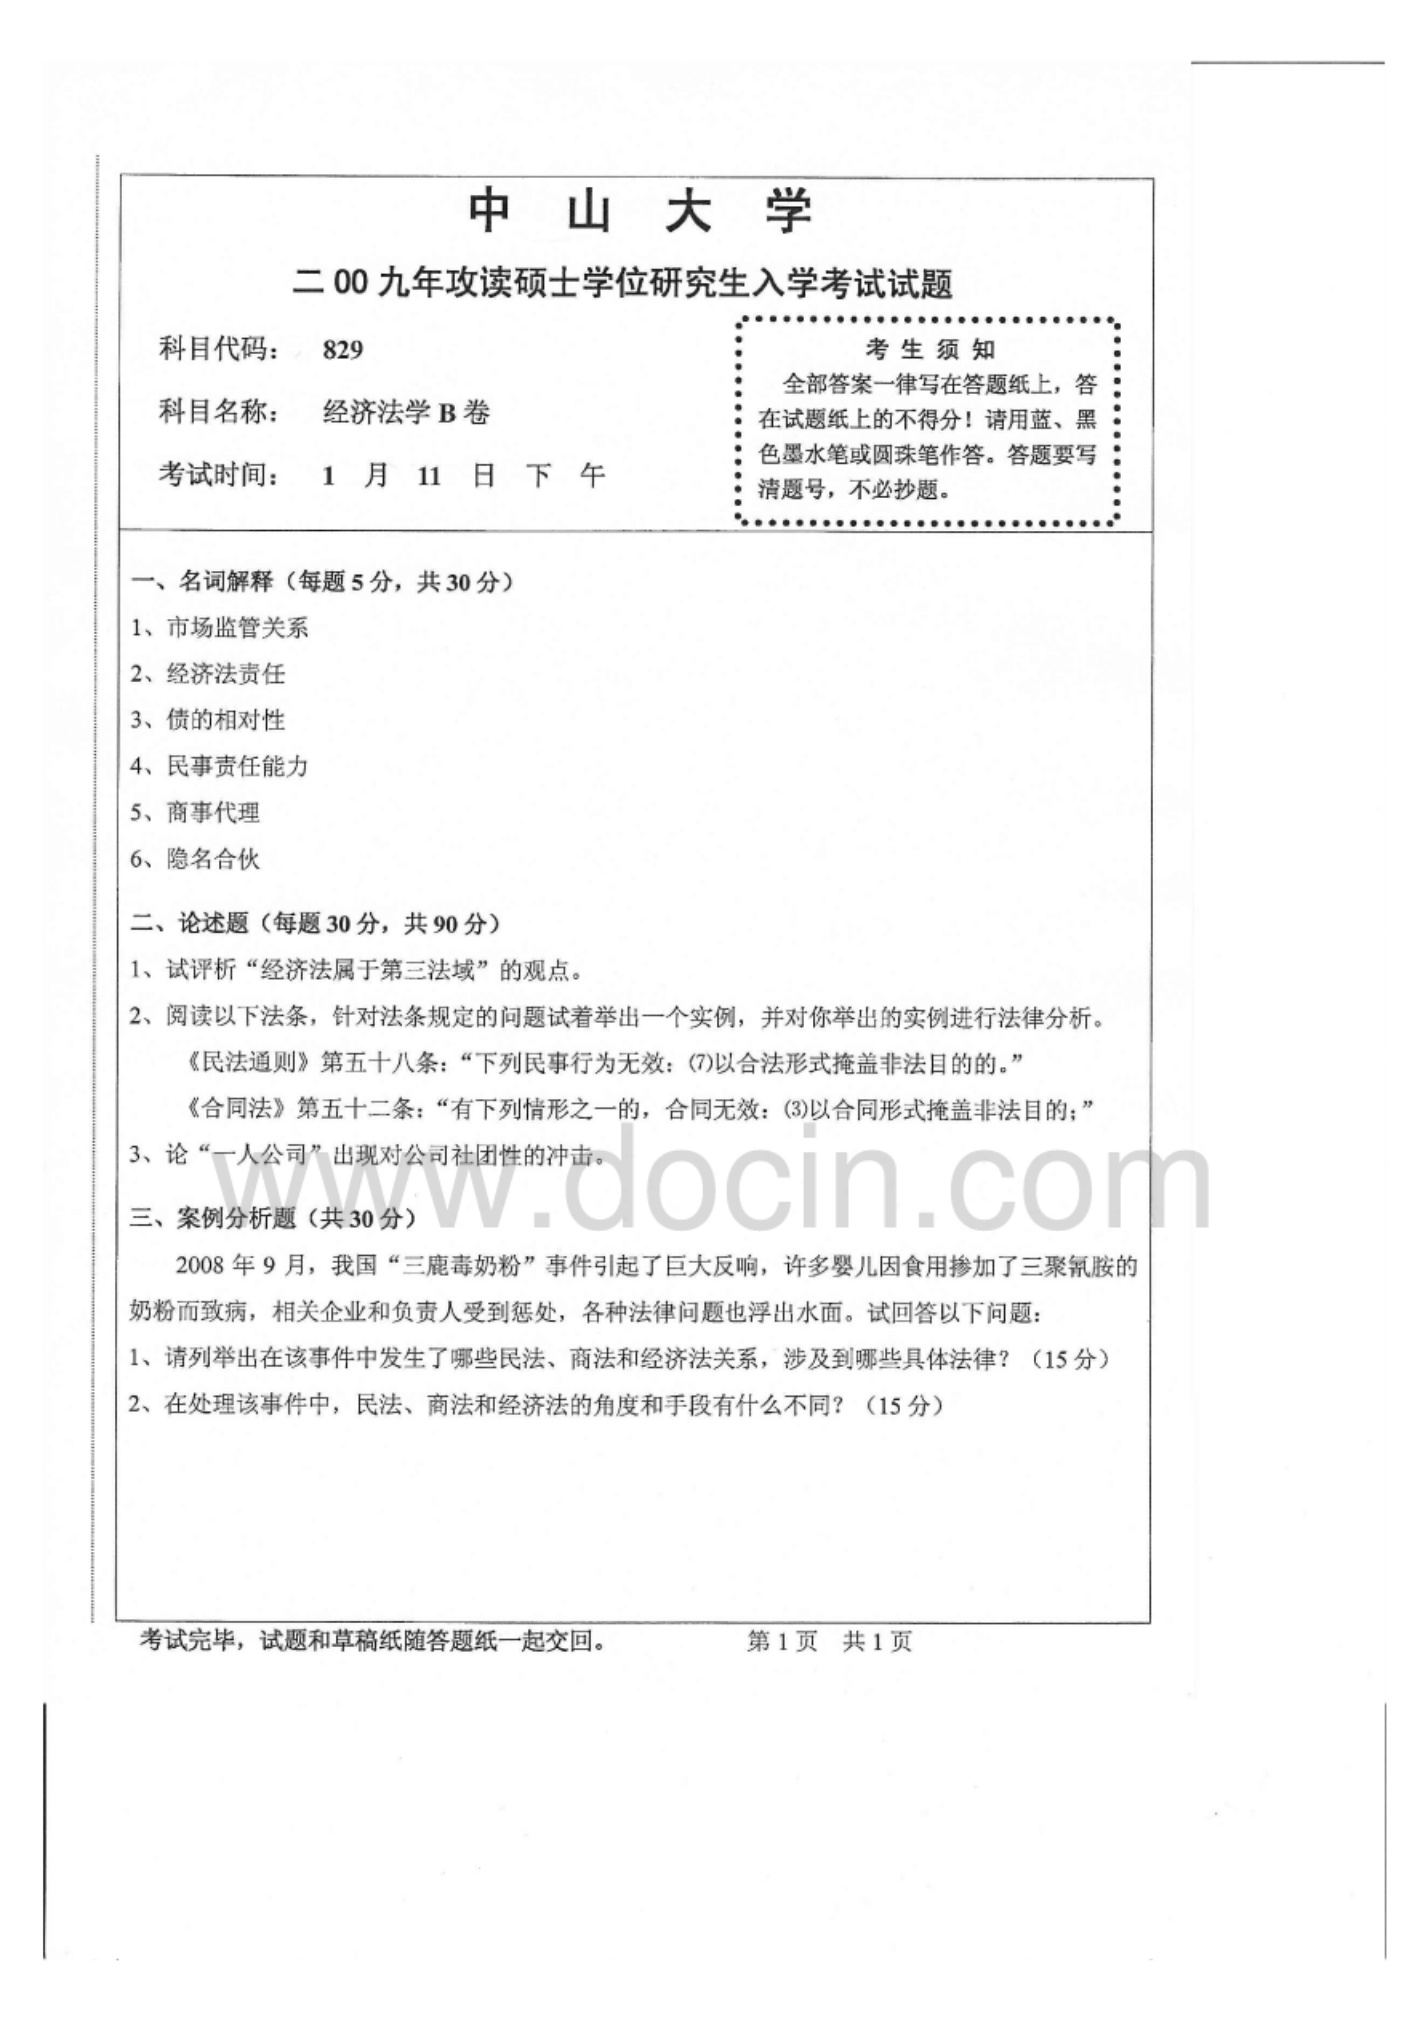 中 山 大 学
二00九年攻读硕士学位研究生入学考试试题
科目代码： 829
科目名称： 经济法学 B 卷
考试时间： 1 月 11 日 下 午
考 生 须 知
全部答案一律写在答题纸上，答
在试题纸上的不得分！请用蓝、黑
色墨水笔或圆珠笔作答。答题要写
清题号，不必抄题。
一、名词解释（每题 5 分，共 30 分）
1、市场监管关系
2、经济法责任
3、债的相对性
4、民事责任能力
5、商事代理
6、隐名合伙
二、论述题（每题 30 分，共 90 分）
1、试评析“经济法属于第三法域”的观点。
2、阅读以下法条，针对法条规定的问题试着举出一个实例，并对你举出的实例进行法律分析。
《民法通则》第五十八条：“下列民事行为无效：⑺以合法形式掩盖非法目的的。”
《合同法》第五十二条：“有下列情形之一的，合同无效：⑶以合同形式掩盖非法目的；”
3、论“一人公司”出现对公司社团性的冲击。
www.docin.com
三、案例分析题（共 30 分）
2008 年 9 月，我国“三鹿毒奶粉”事件引起了巨大反响，许多婴儿因食用掺加了三聚氰胺的
奶粉而致病，相关企业和负责人受到惩处，各种法律问题也浮出水面。试回答以下问题：
1、请列举出在该事件中发生了哪些民法、商法和经济法关系，涉及到哪些具体法律？（15 分）
2、在处理该事件中，民法、商法和经济法的角度和手段有什么不同？（15 分）
考试完毕，试题和草稿纸随答题纸一起交回。 第 1 页 共 1 页